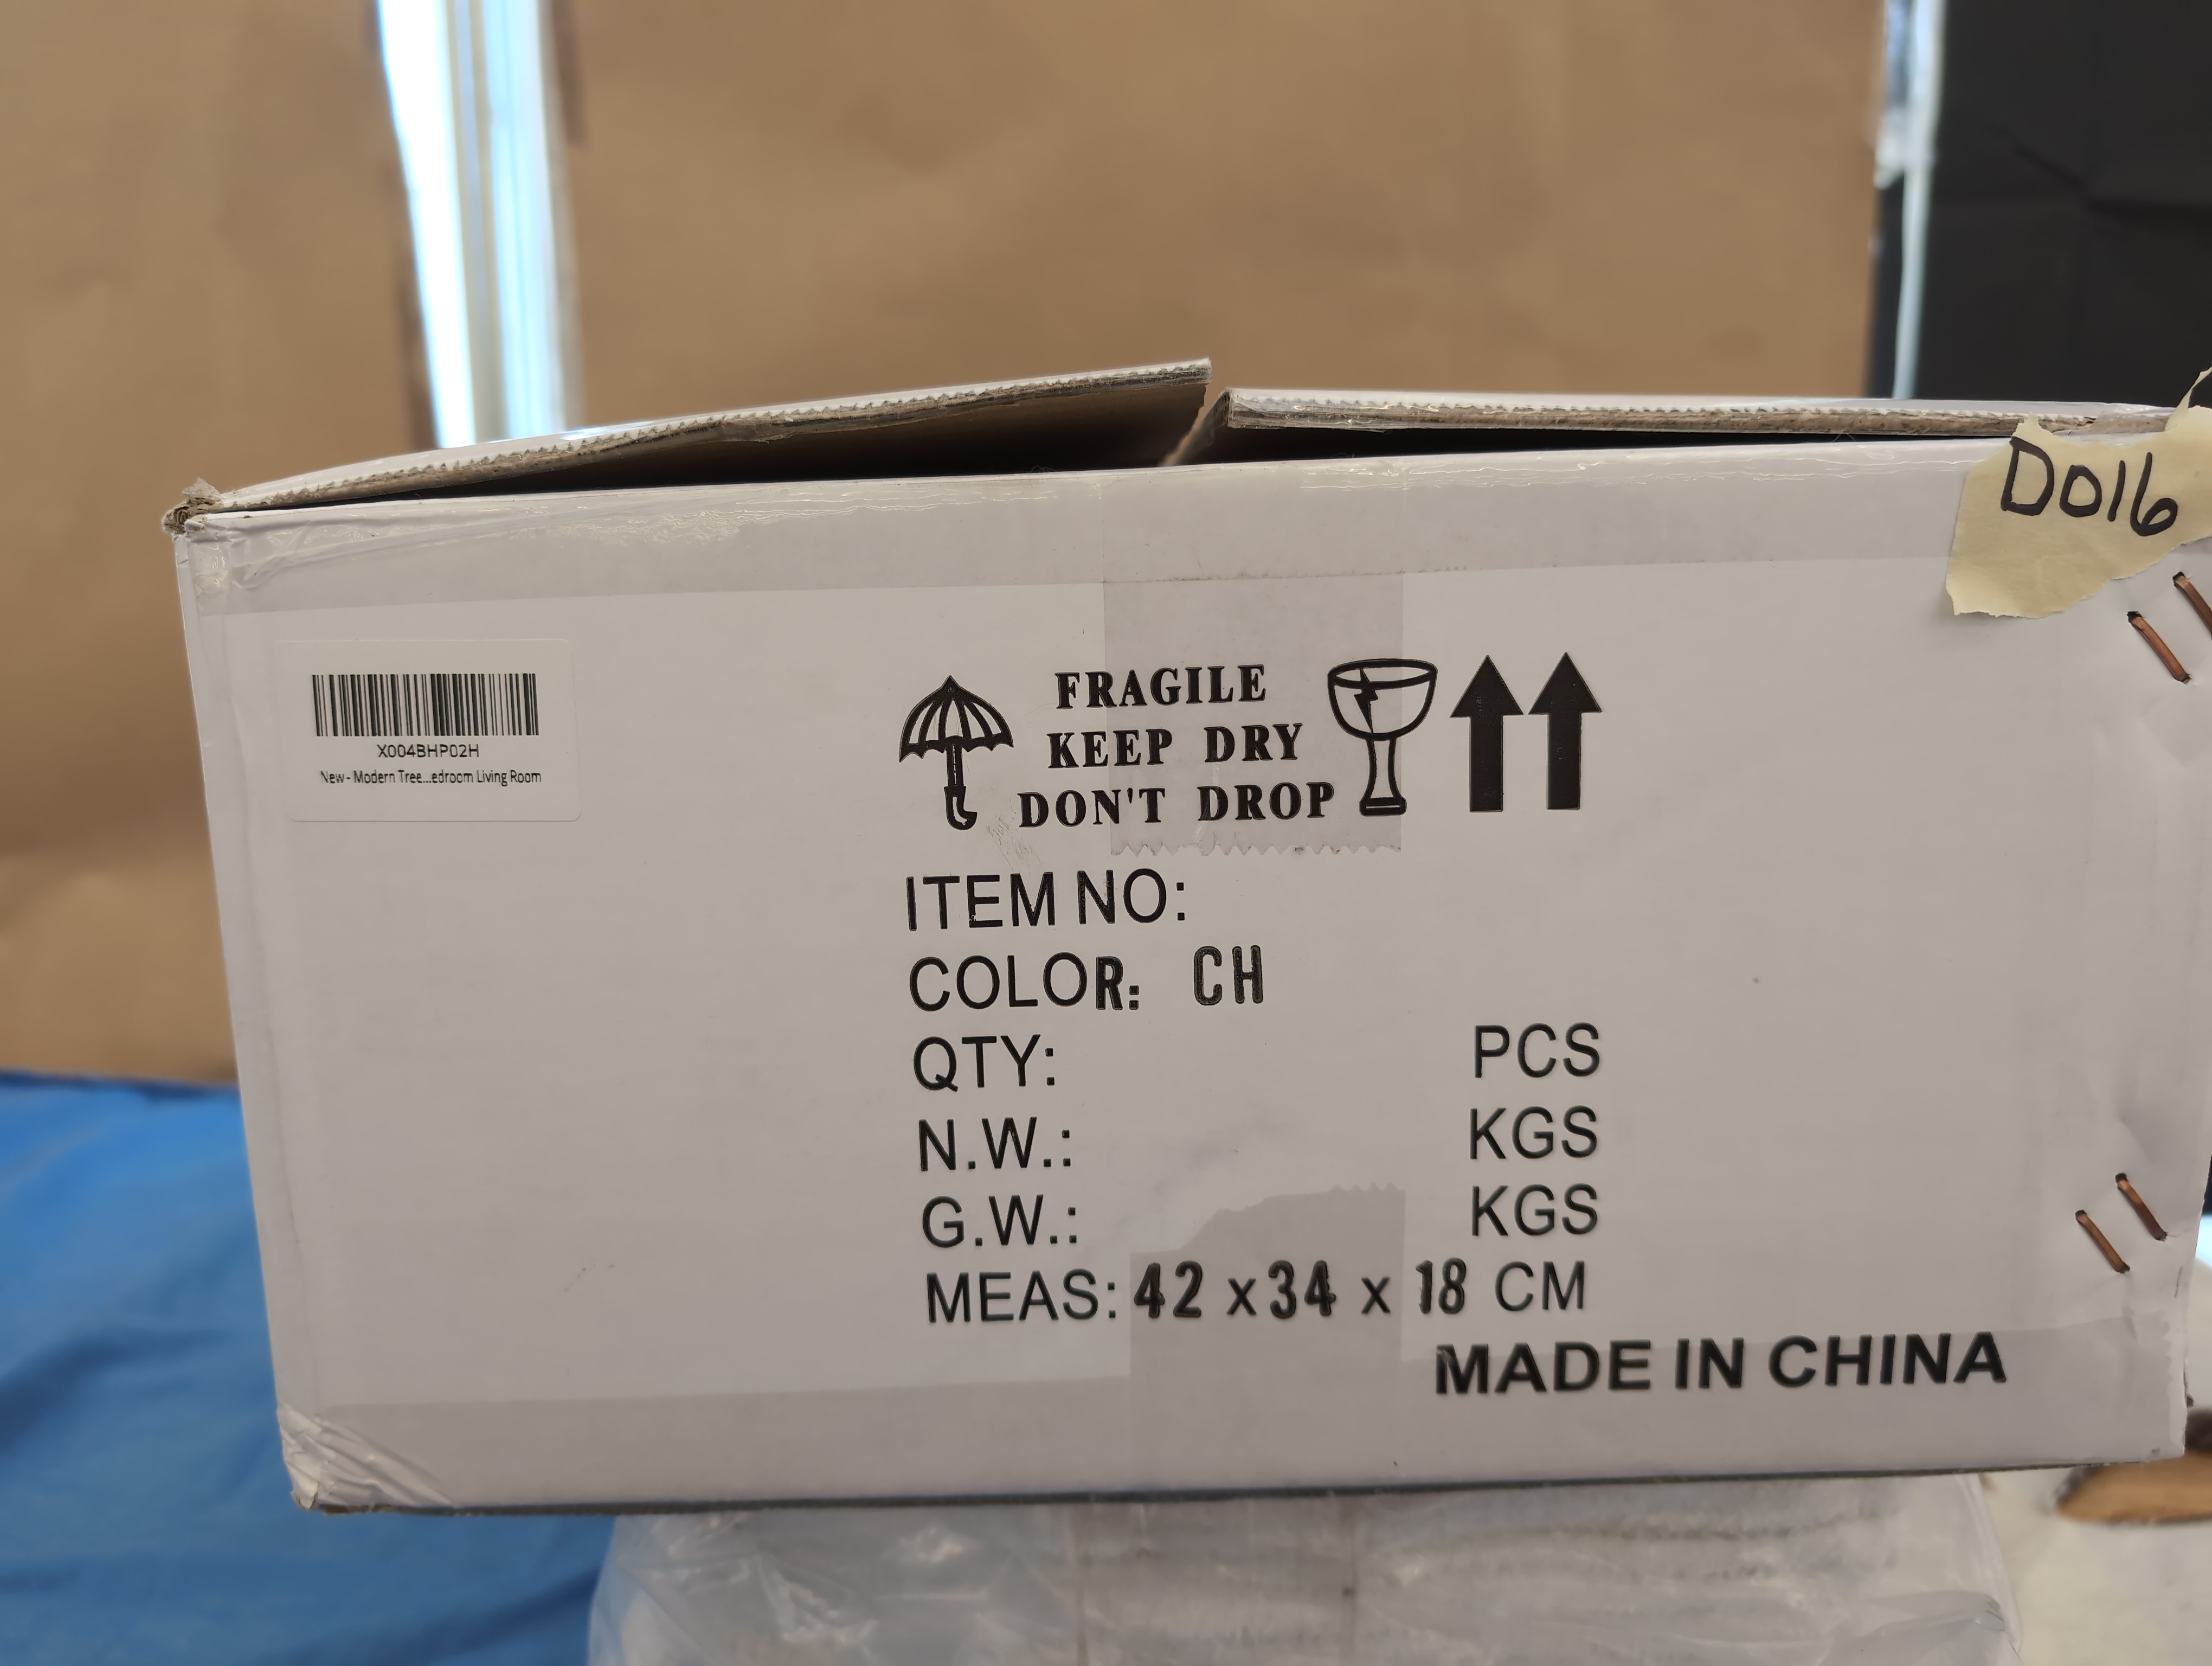 D016
X004BHP02H
New - Modern Tree...edroom Living Room
FRAGILE
KEEP DRY
DON'T DROP
ITEM NO:
COLOR: CH
QTY: PCS
N.W.: KGS
G.W.: KGS
MEAS: 42 x 34 x 18 CM
MADE IN CHINA